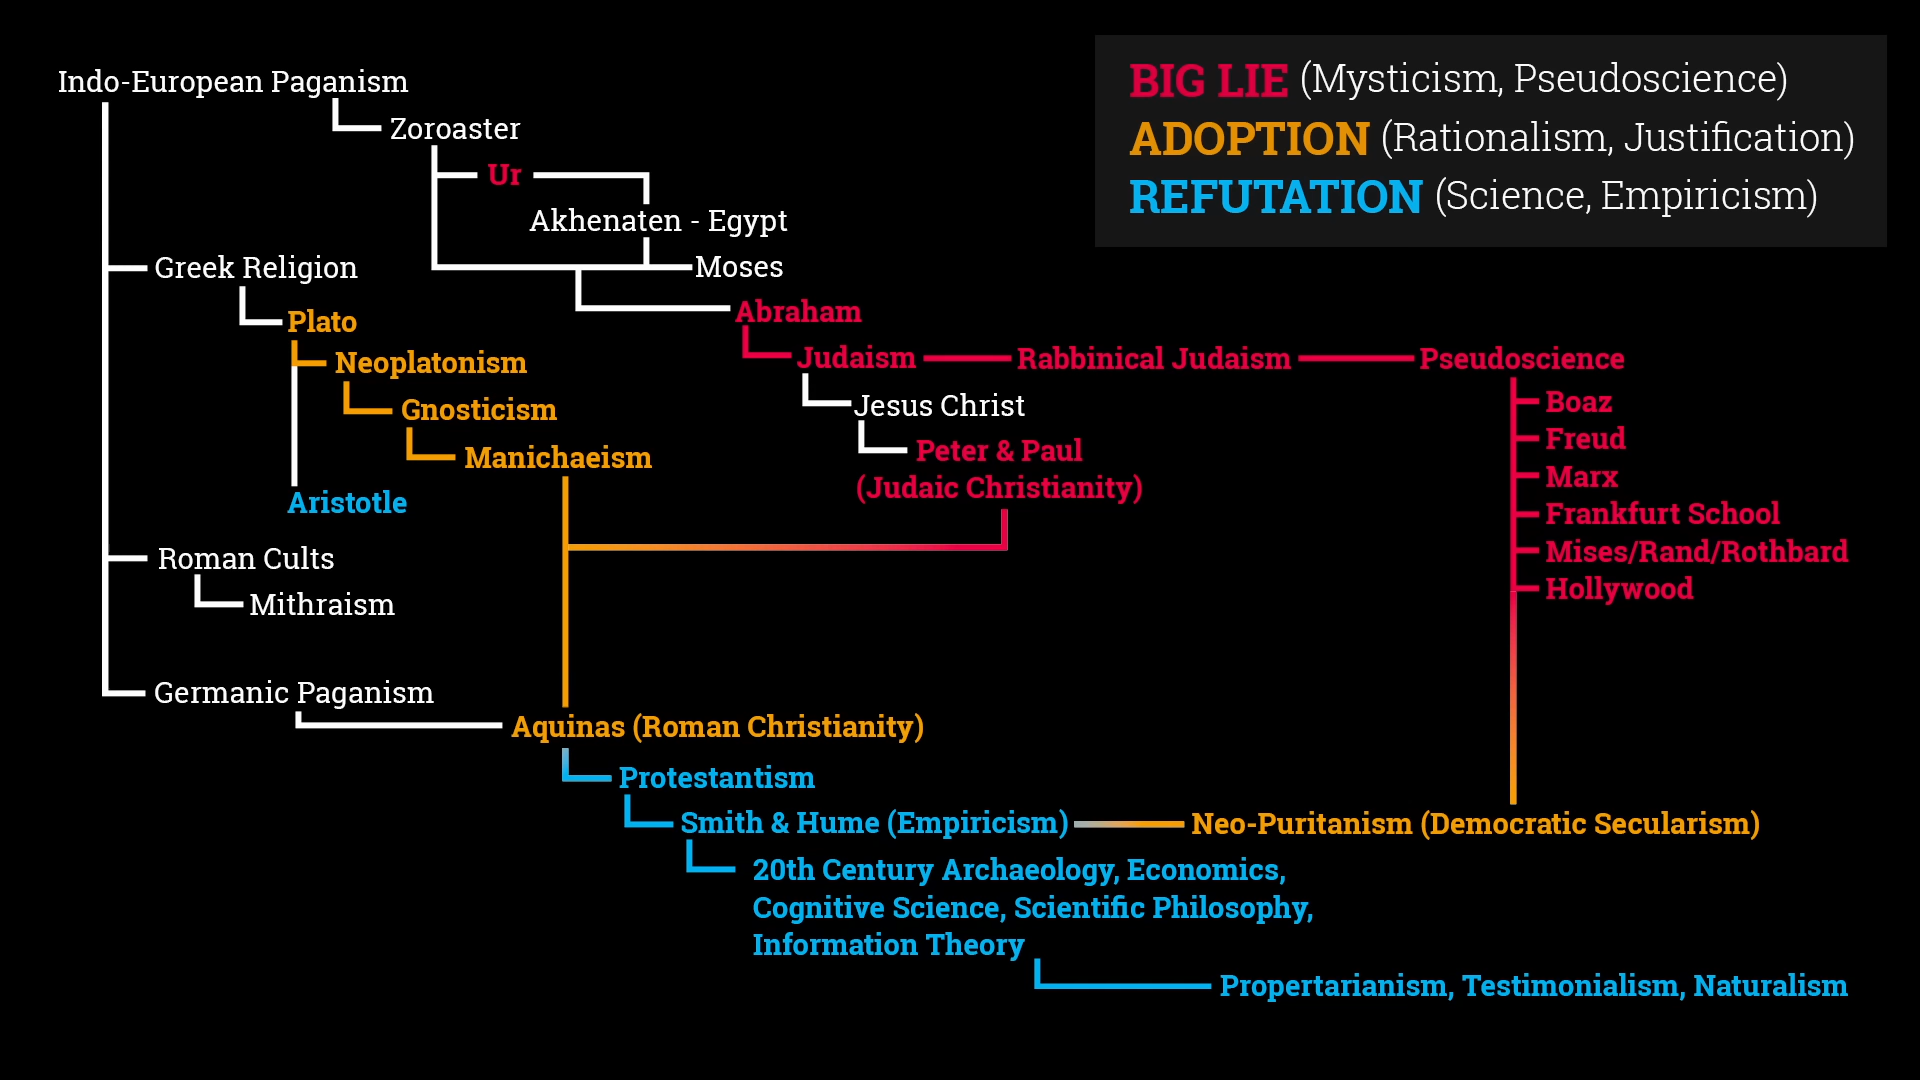 Indo-European Paganism
Zoroaster
Ur
Akhenaten - Egypt
Moses
Abraham
Judaism
Rabbinical Judaism
Pseudoscience
Boaz
Freud
Marx
Frankfurt School
Mises/Rand/Rothbard
Hollywood
Jesus Christ
Peter & Paul
(Judaic Christianity)
Greek Religion
Plato
Neoplatonism
Gnosticism
Manichaeism
Aristotle
Roman Cults
Mithraism
Germanic Paganism
Aquinas (Roman Christianity)
Protestantism
Smith & Hume (Empiricism)
Neo-Puritanism (Democratic Secularism)
20th Century Archaeology, Economics,
Cognitive Science, Scientific Philosophy,
Information Theory
Propertarianism, Testimonialism, Naturalism
BIG LIE (Mysticism, Pseudoscience)
ADOPTION (Rationalism, Justification)
REFUTATION (Science, Empiricism)